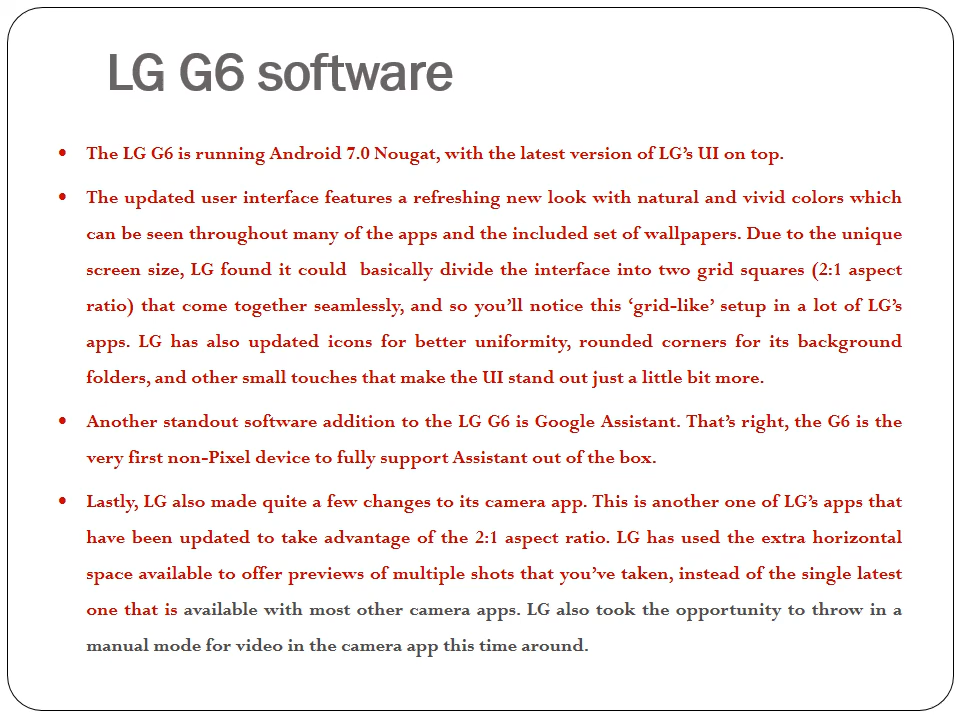 LG G6 software
• The LG G6 is running Android 7.0 Nougat, with the latest version of LG’s UI on top.
• The updated user interface features a refreshing new look with natural and vivid colors which
can be seen throughout many of the apps and the included set of wallpapers. Due to the unique
screen size, LG found it could  basically divide the interface into two grid squares (2:1 aspect
ratio) that come together seamlessly, and so you’ll notice this ‘grid-like’ setup in a lot of LG’s
apps. LG has also updated icons for better uniformity, rounded corners for its background
folders, and other small touches that make the UI stand out just a little bit more.
• Another standout software addition to the LG G6 is Google Assistant. That’s right, the G6 is the
very first non-Pixel device to fully support Assistant out of the box.
• Lastly, LG also made quite a few changes to its camera app. This is another one of LG’s apps that
have been updated to take advantage of the 2:1 aspect ratio. LG has used the extra horizontal
space available to offer previews of multiple shots that you’ve taken, instead of the single latest
one that is available with most other camera apps. LG also took the opportunity to throw in a
manual mode for video in the camera app this time around.